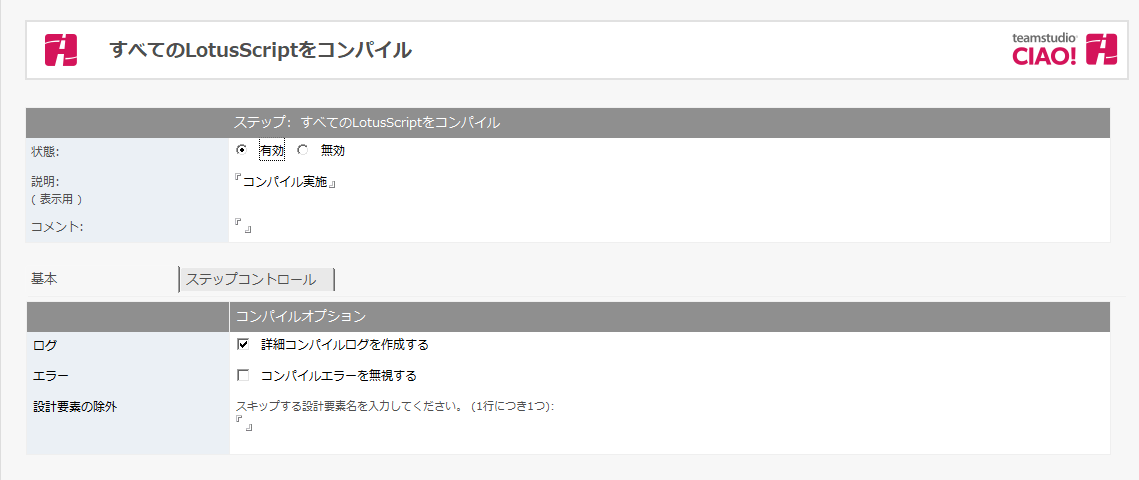 すべてのLotusScriptをコンパイル
teamstudio
CIAO!
ステップ: すべてのLotusScriptをコンパイル
状態:
有効 無効
説明:
『コンパイル実施』
( 表示用 )
コメント:
『 』
基本
ステップコントロール
コンパイルオプション
ログ
詳細コンパイルログを作成する
エラー
コンパイルエラーを無視する
設計要素の除外
スキップする設計要素名を入力してください。 (1行につき1つ):
『 』